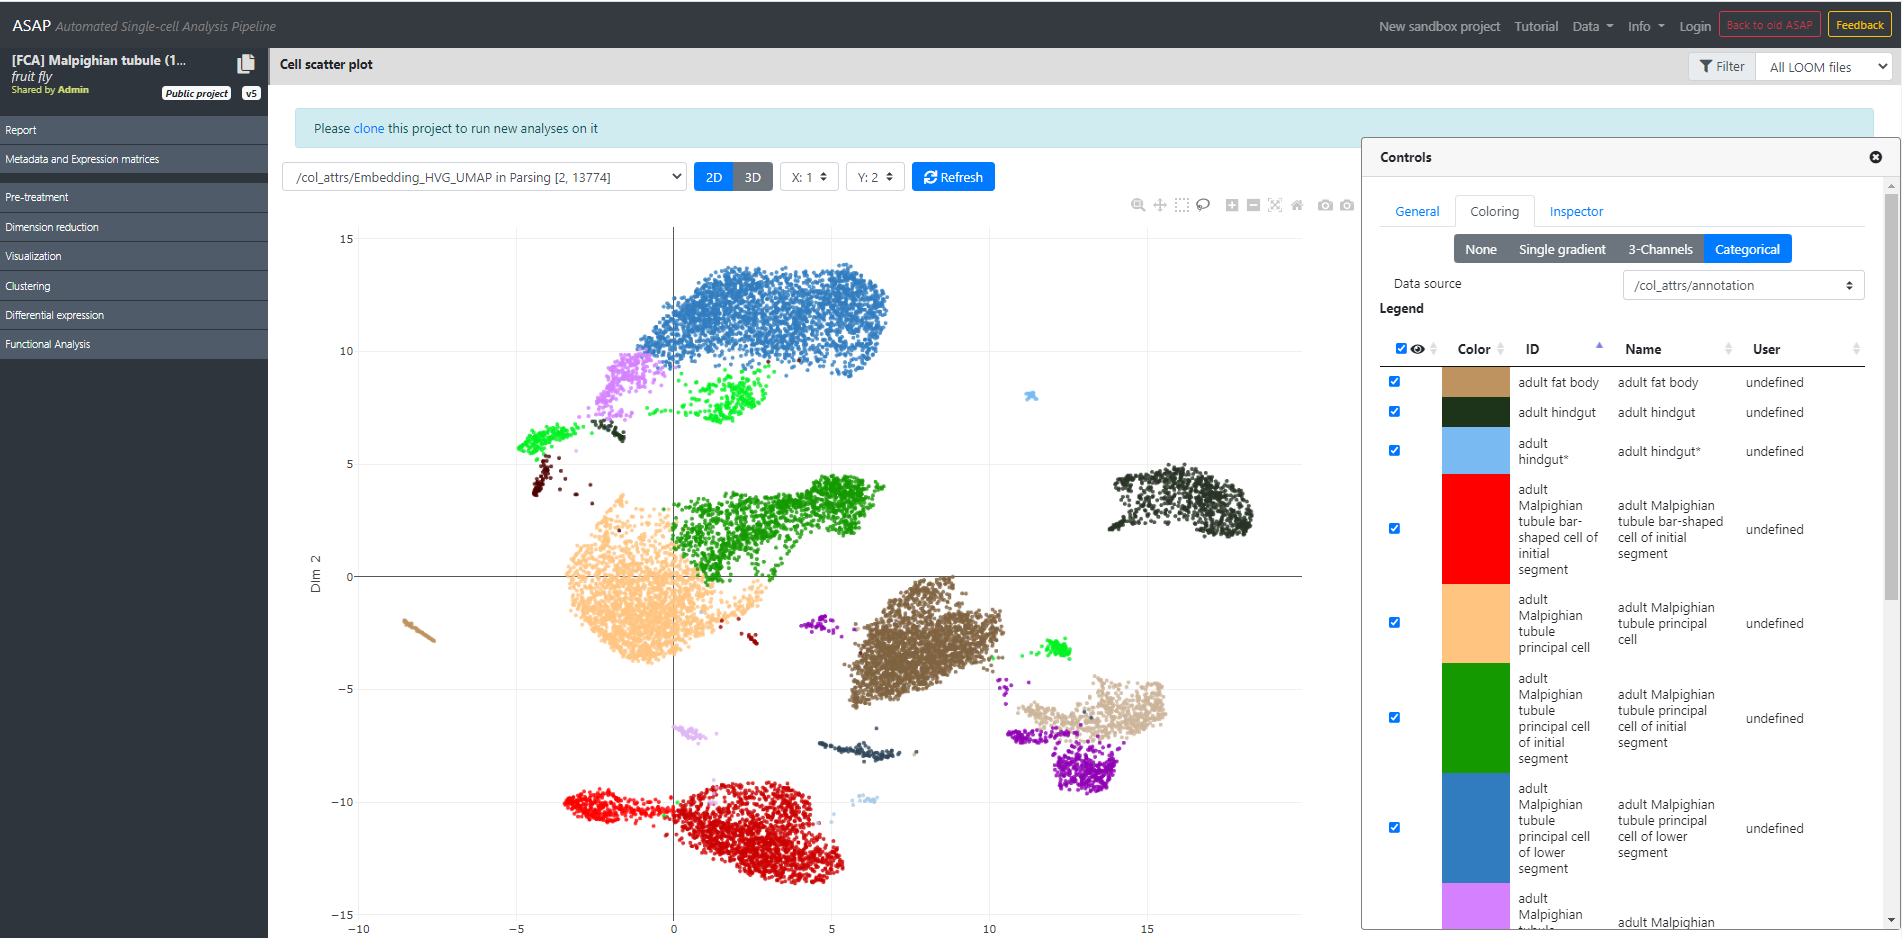 ASAP Automated Single-cell Analysis Pipeline
New sandbox project Tutorial Data Info Login Back to old ASAP Feedback
[FCA] Malpighian tubule (1...
fruit fly
Shared by Admin
Public project v5
Report
Metadata and Expression matrices
Pre-treatment
Dimension reduction
Visualization
Clustering
Differential expression
Functional Analysis
Cell scatter plot
Filter All LOOM files
Please clone this project to run new analyses on it
/col_attrs/Embedding_HVG_UMAP in Parsing [2, 13774] 2D 3D X: 1 Y: 2 Refresh
15
10
5
0
−5
−10
−15
Dim 2
−10 −5 0 5 10 15
Controls
General Coloring Inspector
None Single gradient 3-Channels Categorical
Data source /col_attrs/annotation
Legend
Color ID Name User
adult fat body adult fat body undefined
adult hindgut adult hindgut undefined
adult
hindgut*
adult hindgut*
undefined
adult
Malpighian
tubule bar-
shaped cell of
initial
segment
adult Malpighian
tubule bar-shaped
cell of initial
segment
undefined
adult
Malpighian
tubule
principal cell
adult Malpighian
tubule principal
cell
undefined
adult
Malpighian
tubule
principal cell
of initial
segment
adult Malpighian
tubule principal
cell of initial
segment
undefined
adult
Malpighian
tubule
principal cell
of lower
segment
adult Malpighian
tubule principal
cell of lower
segment
undefined
adult
Malpighian
adult Malpighian